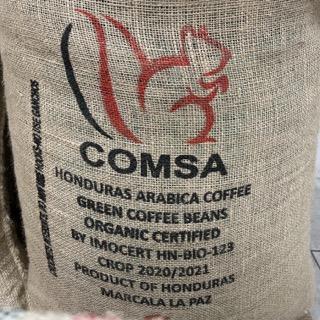 COMSA
HONDURAS ARABICA COFFEE
GREEN COFFEE BEANS
ORGANIC CERTIFIED
BY IMOCERT HN-BIO-123
CROP 2020/2021
PRODUCT OF HONDURAS
MARCALA LA PAZ